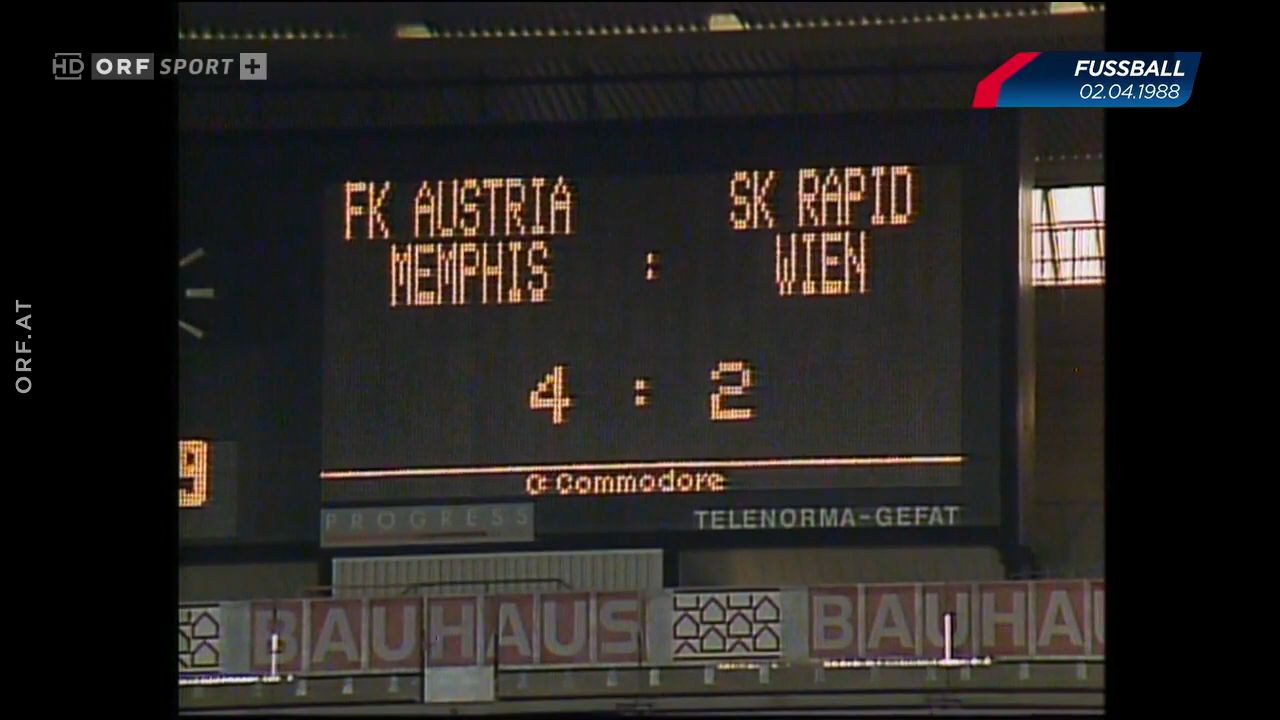 HD ORF SPORT +
FUSSBALL
02.04.1988
ORF.AT
FK AUSTRIA
MEMPHIS
:
SK RAPID
WIEN
4 : 2
9
C= Commodore
PROGRESS
TELENORMA-GEFAT
BAUHAUS
BAUHAU